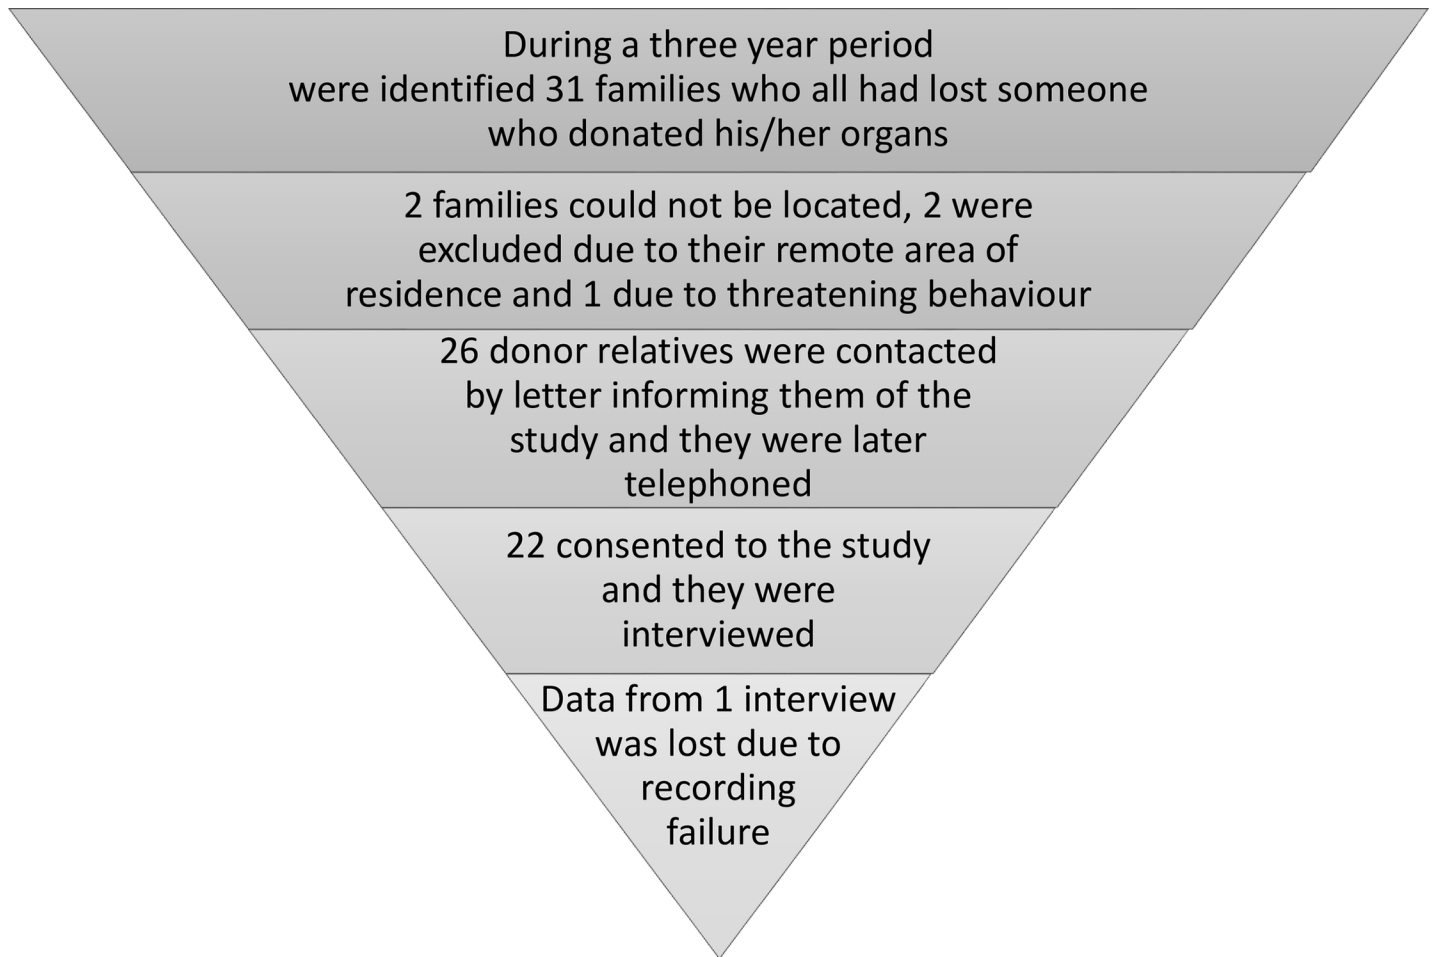 During a three year period
were identified 31 families who all had lost someone
who donated his/her organs
2 families could not be located, 2 were
excluded due to their remote area of
residence and 1 due to threatening behaviour
26 donor relatives were contacted
by letter informing them of the
study and they were later
telephoned
22 consented to the study
and they were
interviewed
Data from 1 interview
was lost due to
recording
failure